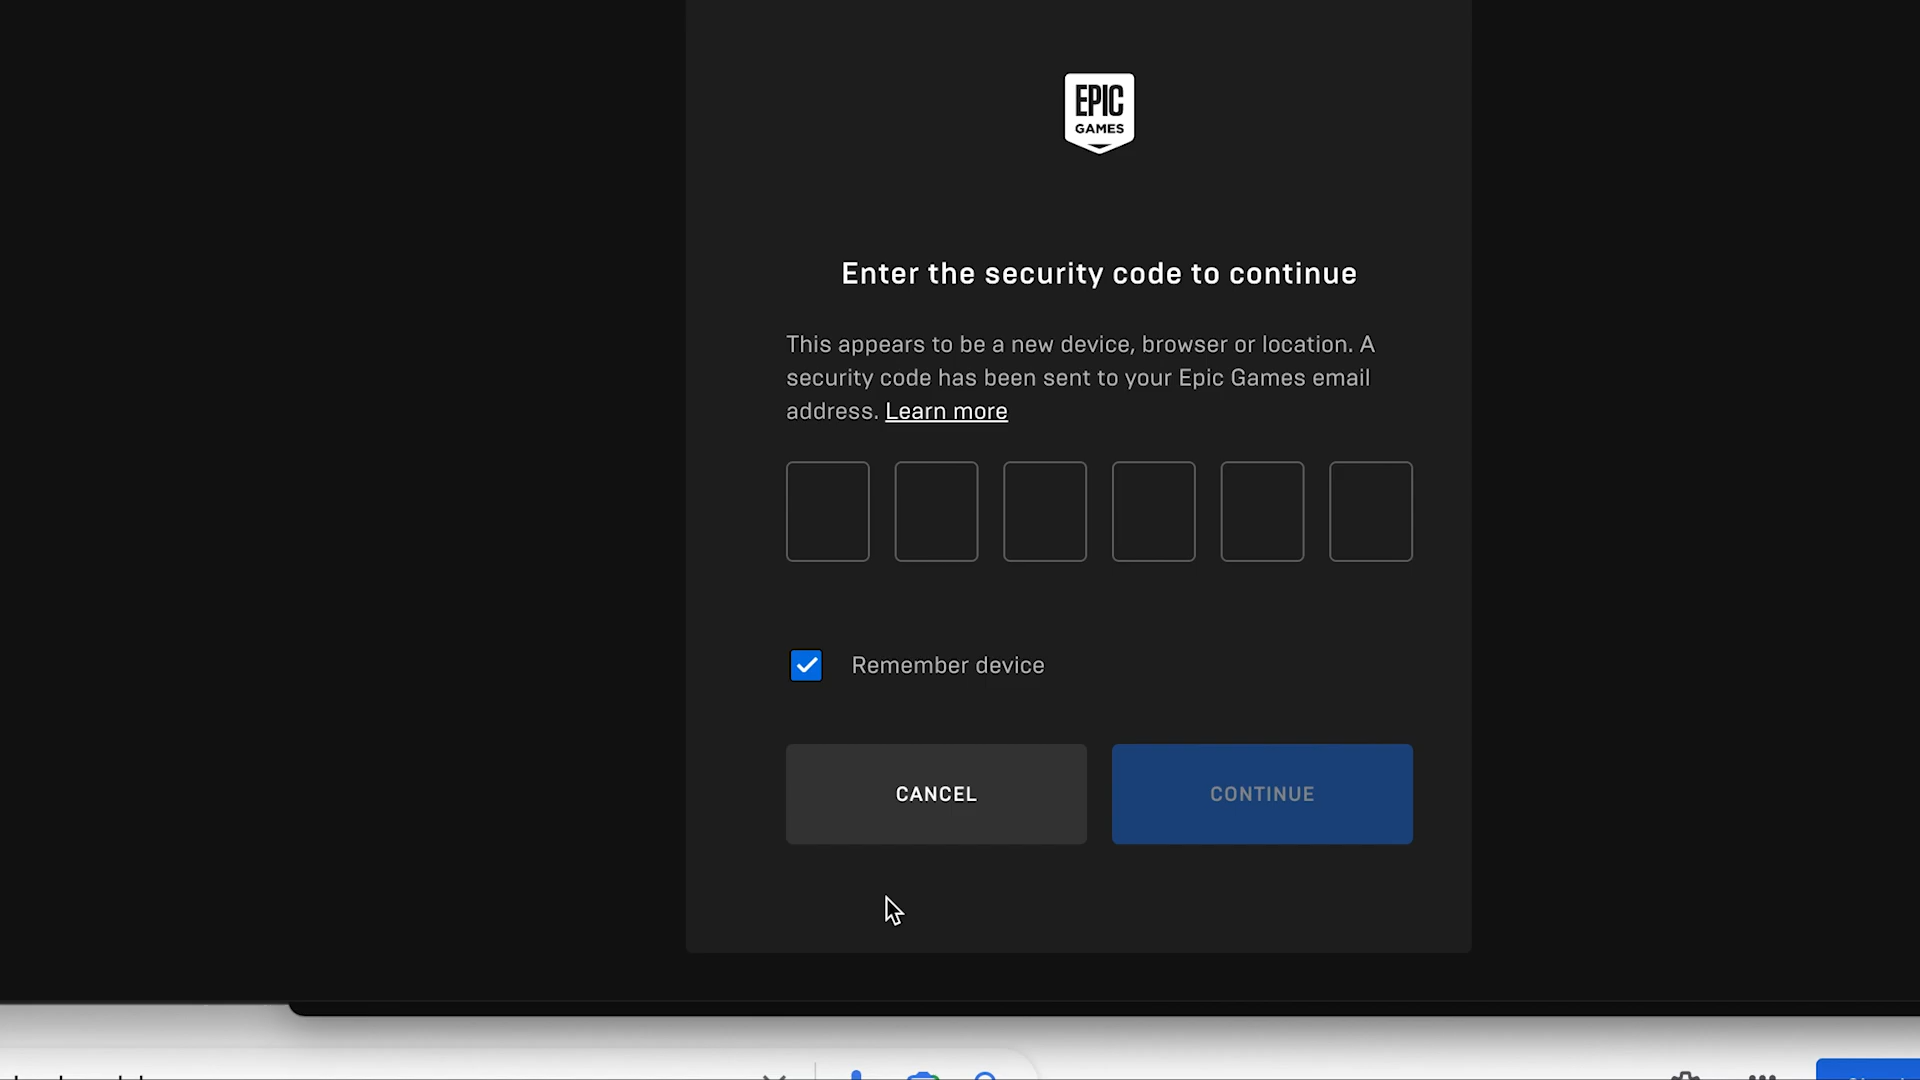 EPIC
GAMES
Enter the security code to continue
This appears to be a new device, browser or location. A
security code has been sent to your Epic Games email
address. Learn more
Remember device
CANCEL
CONTINUE